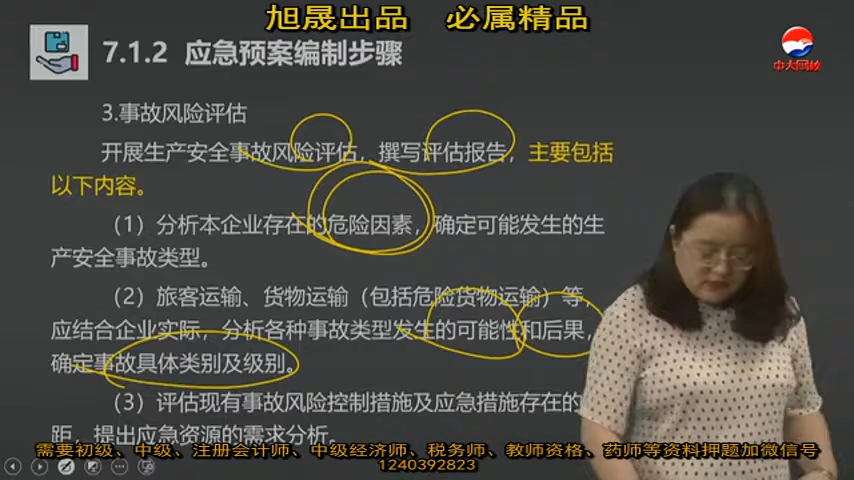 旭晟出品 必属精品
7.1.2 应急预案编制步骤
中大网校
3.事故风险评估
开展生产安全事故风险评估，撰写评估报告，主要包括
以下内容。
（1）分析本企业存在的危险因素，确定可能发生的生
产安全事故类型。
（2）旅客运输、货物运输（包括危险货物运输）等，
应结合企业实际，分析各种事故类型发生的可能性和后果，
确定事故具体类别及级别。
（3）评估现有事故风险控制措施及应急措施存在的
距，提出应急资源的需求分析。
需要初级、中级、注册会计师、中级经济师、税务师、教师资格、药师等资料押题加微信号
1240392823